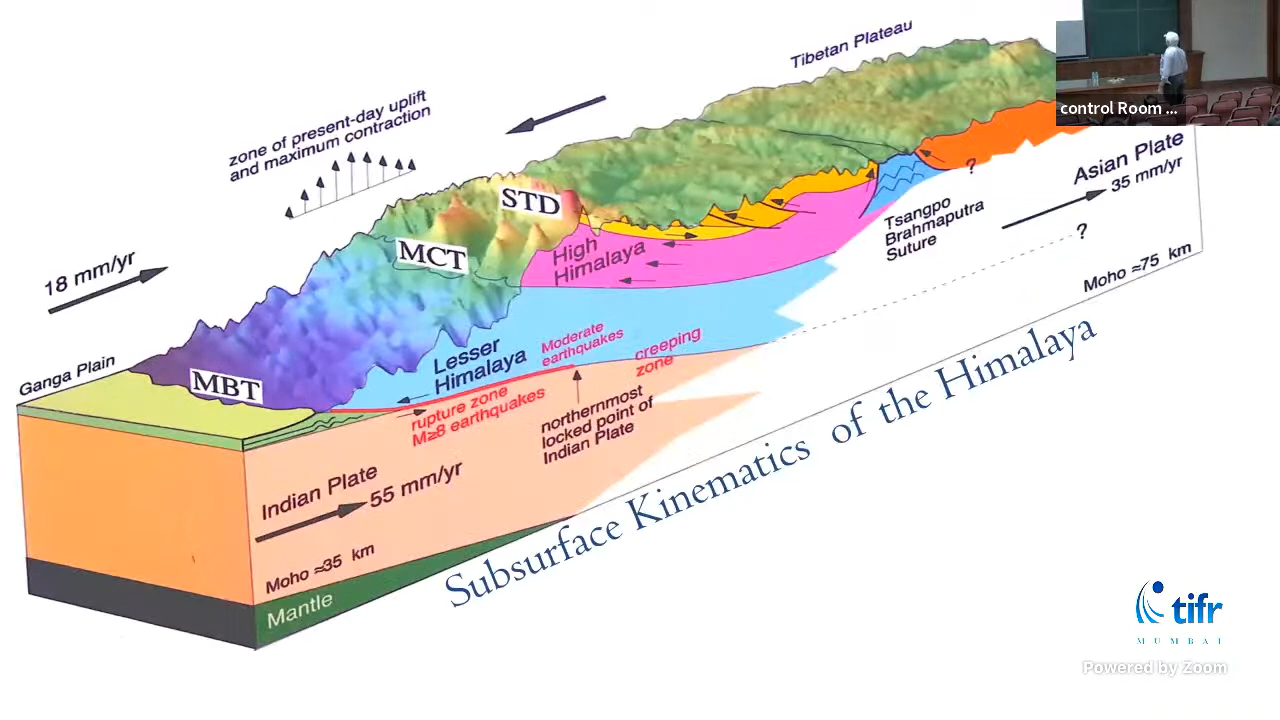 Tibetan Plateau
control Room ...
zone of present-day uplift
and maximum contraction
STD
Asian Plate
35 mm/yr
?
MCT
High
Himalaya
Tsangpo
Brahmaputra
Suture
?
18 mm/yr
Moho ≈75 km
Ganga Plain
MBT
Lesser
Himalaya
Moderate
earthquakes
creeping
zone
rupture zone
M≥8 earthquakes
northernmost
locked point of
Indian Plate
Indian Plate
55 mm/yr
Moho ≈35 km
Mantle
Subsurface Kinematics of the Himalaya
tifr
MUMBAI
Powered by Zoom